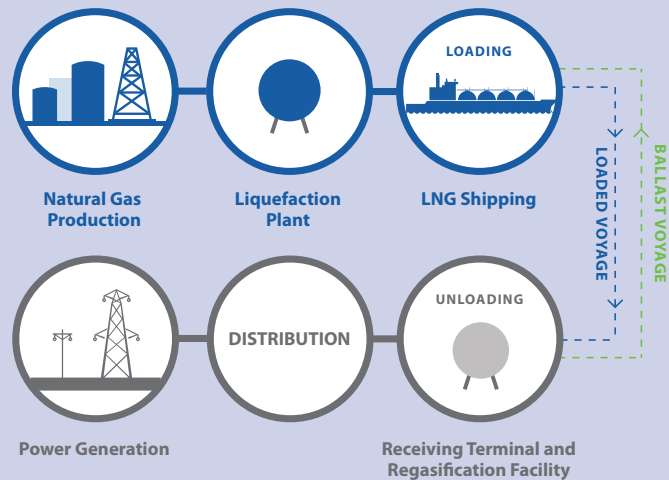 LOADING
Natural Gas
Production
Liquefaction
Plant
LNG Shipping
LOADED VOYAGE
BALLAST VOYAGE
DISTRIBUTION
UNLOADING
Power Generation
Receiving Terminal and
Regasification Facility